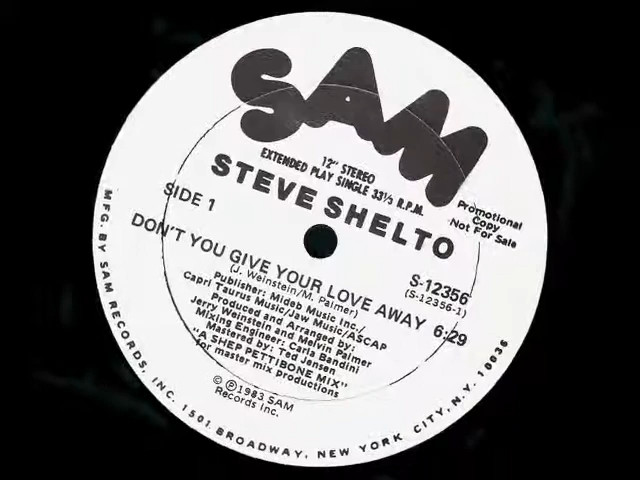 SAM
12" STEREO
EXTENDED PLAY SINGLE 33⅓ R.P.M.
STEVE SHELTO
Promotional
Copy
Not For Sale
SIDE 1
S-12356
(S-12356-1)
DON'T YOU GIVE YOUR LOVE AWAY 6:29
(J. Weinstein/M. Palmer)
Publisher: Mideb Music Inc./
Capri Taurus Music/Jaw Music/ASCAP
Produced and Arranged by:
Jerry Weinstein and Melvin Palmer
Mixing Engineer: Carla Bandini
Mastered by: Ted Jensen
"A SHEP PETTIBONE MIX"
for master mix productions
© ℗1983 SAM
Records Inc.
MFG. BY SAM RECORDS, INC. 1501 BROADWAY, NEW YORK CITY, N.Y. 10036